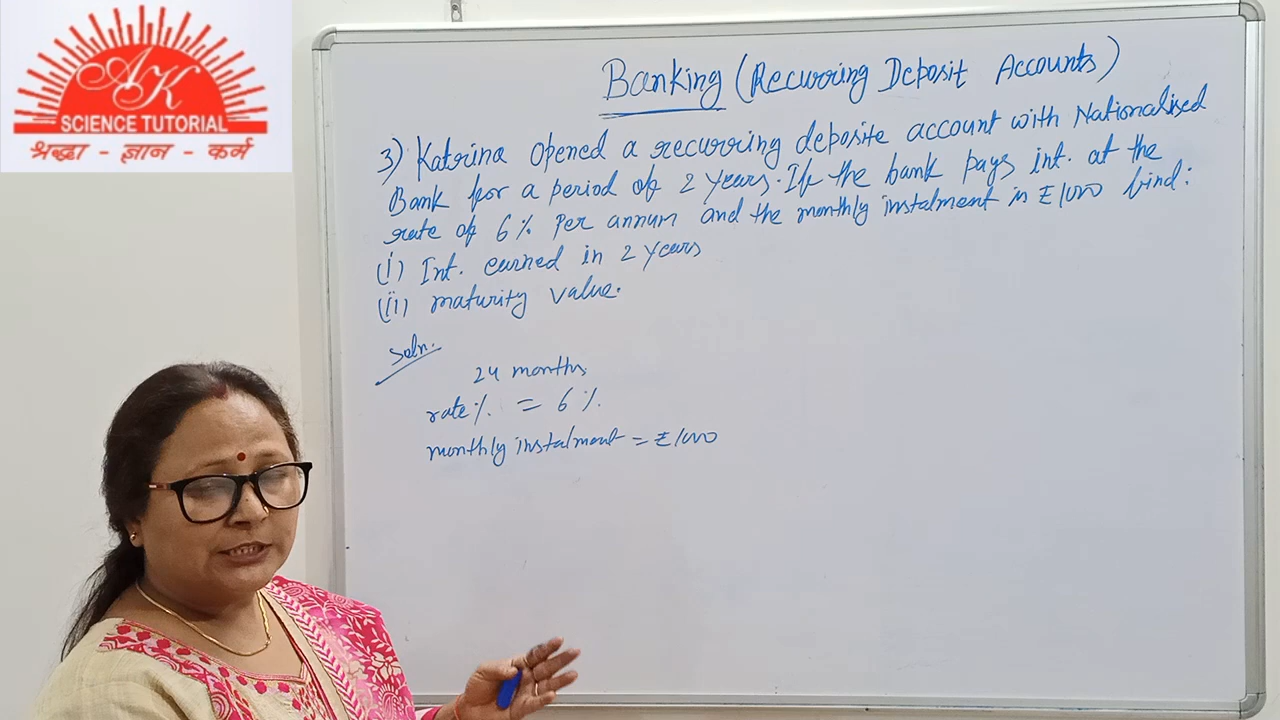 AK
SCIENCE TUTORIAL
श्रद्धा - ज्ञान - कर्म
Banking (Recurring Deposit Accounts)
3) Katrina opened a recurring deposite account with Nationalised
Bank for a period of 2 years. If the bank pays int. at the
rate of 6% per annum and the monthly instalment is ₹1000 find:
(i) Int. earned in 2 years
(ii) maturity value.
Soln.
24 months
rate% = 6%.
monthly instalment = ₹1000